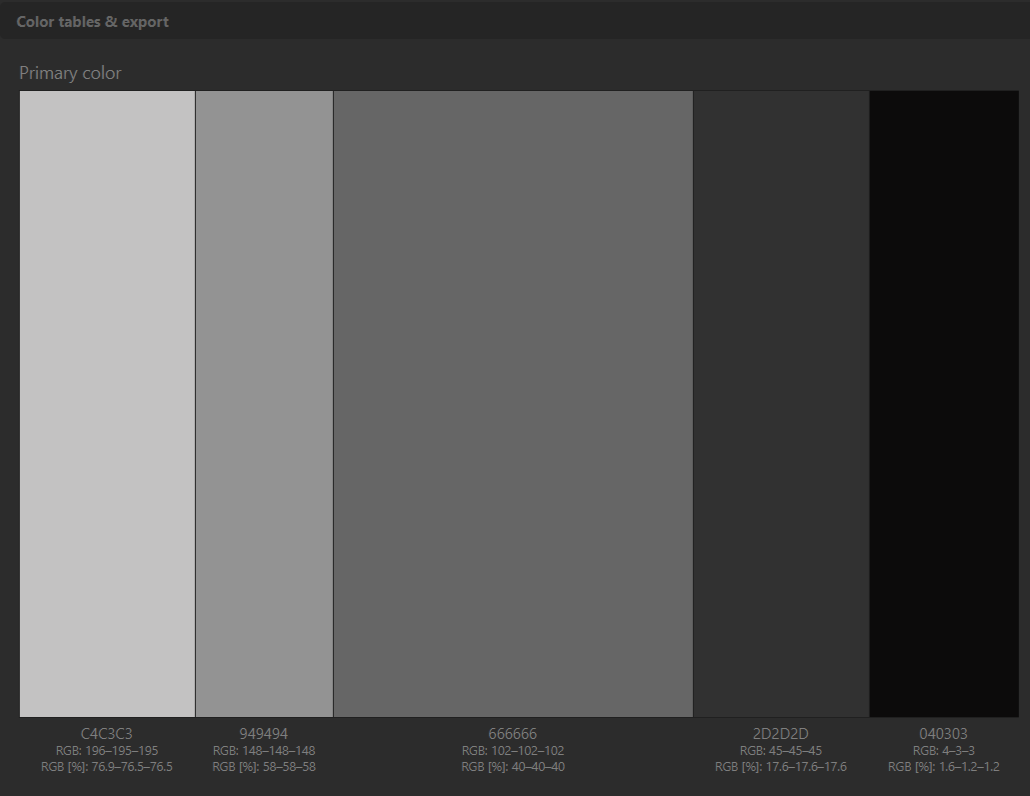 Color tables & export
Primary color
C4C3C3
RGB: 196–195–195
RGB [%]: 76.9–76.5–76.5
949494
RGB: 148–148–148
RGB [%]: 58–58–58
666666
RGB: 102–102–102
RGB [%]: 40–40–40
2D2D2D
RGB: 45–45–45
RGB [%]: 17.6–17.6–17.6
040303
RGB: 4–3–3
RGB [%]: 1.6–1.2–1.2